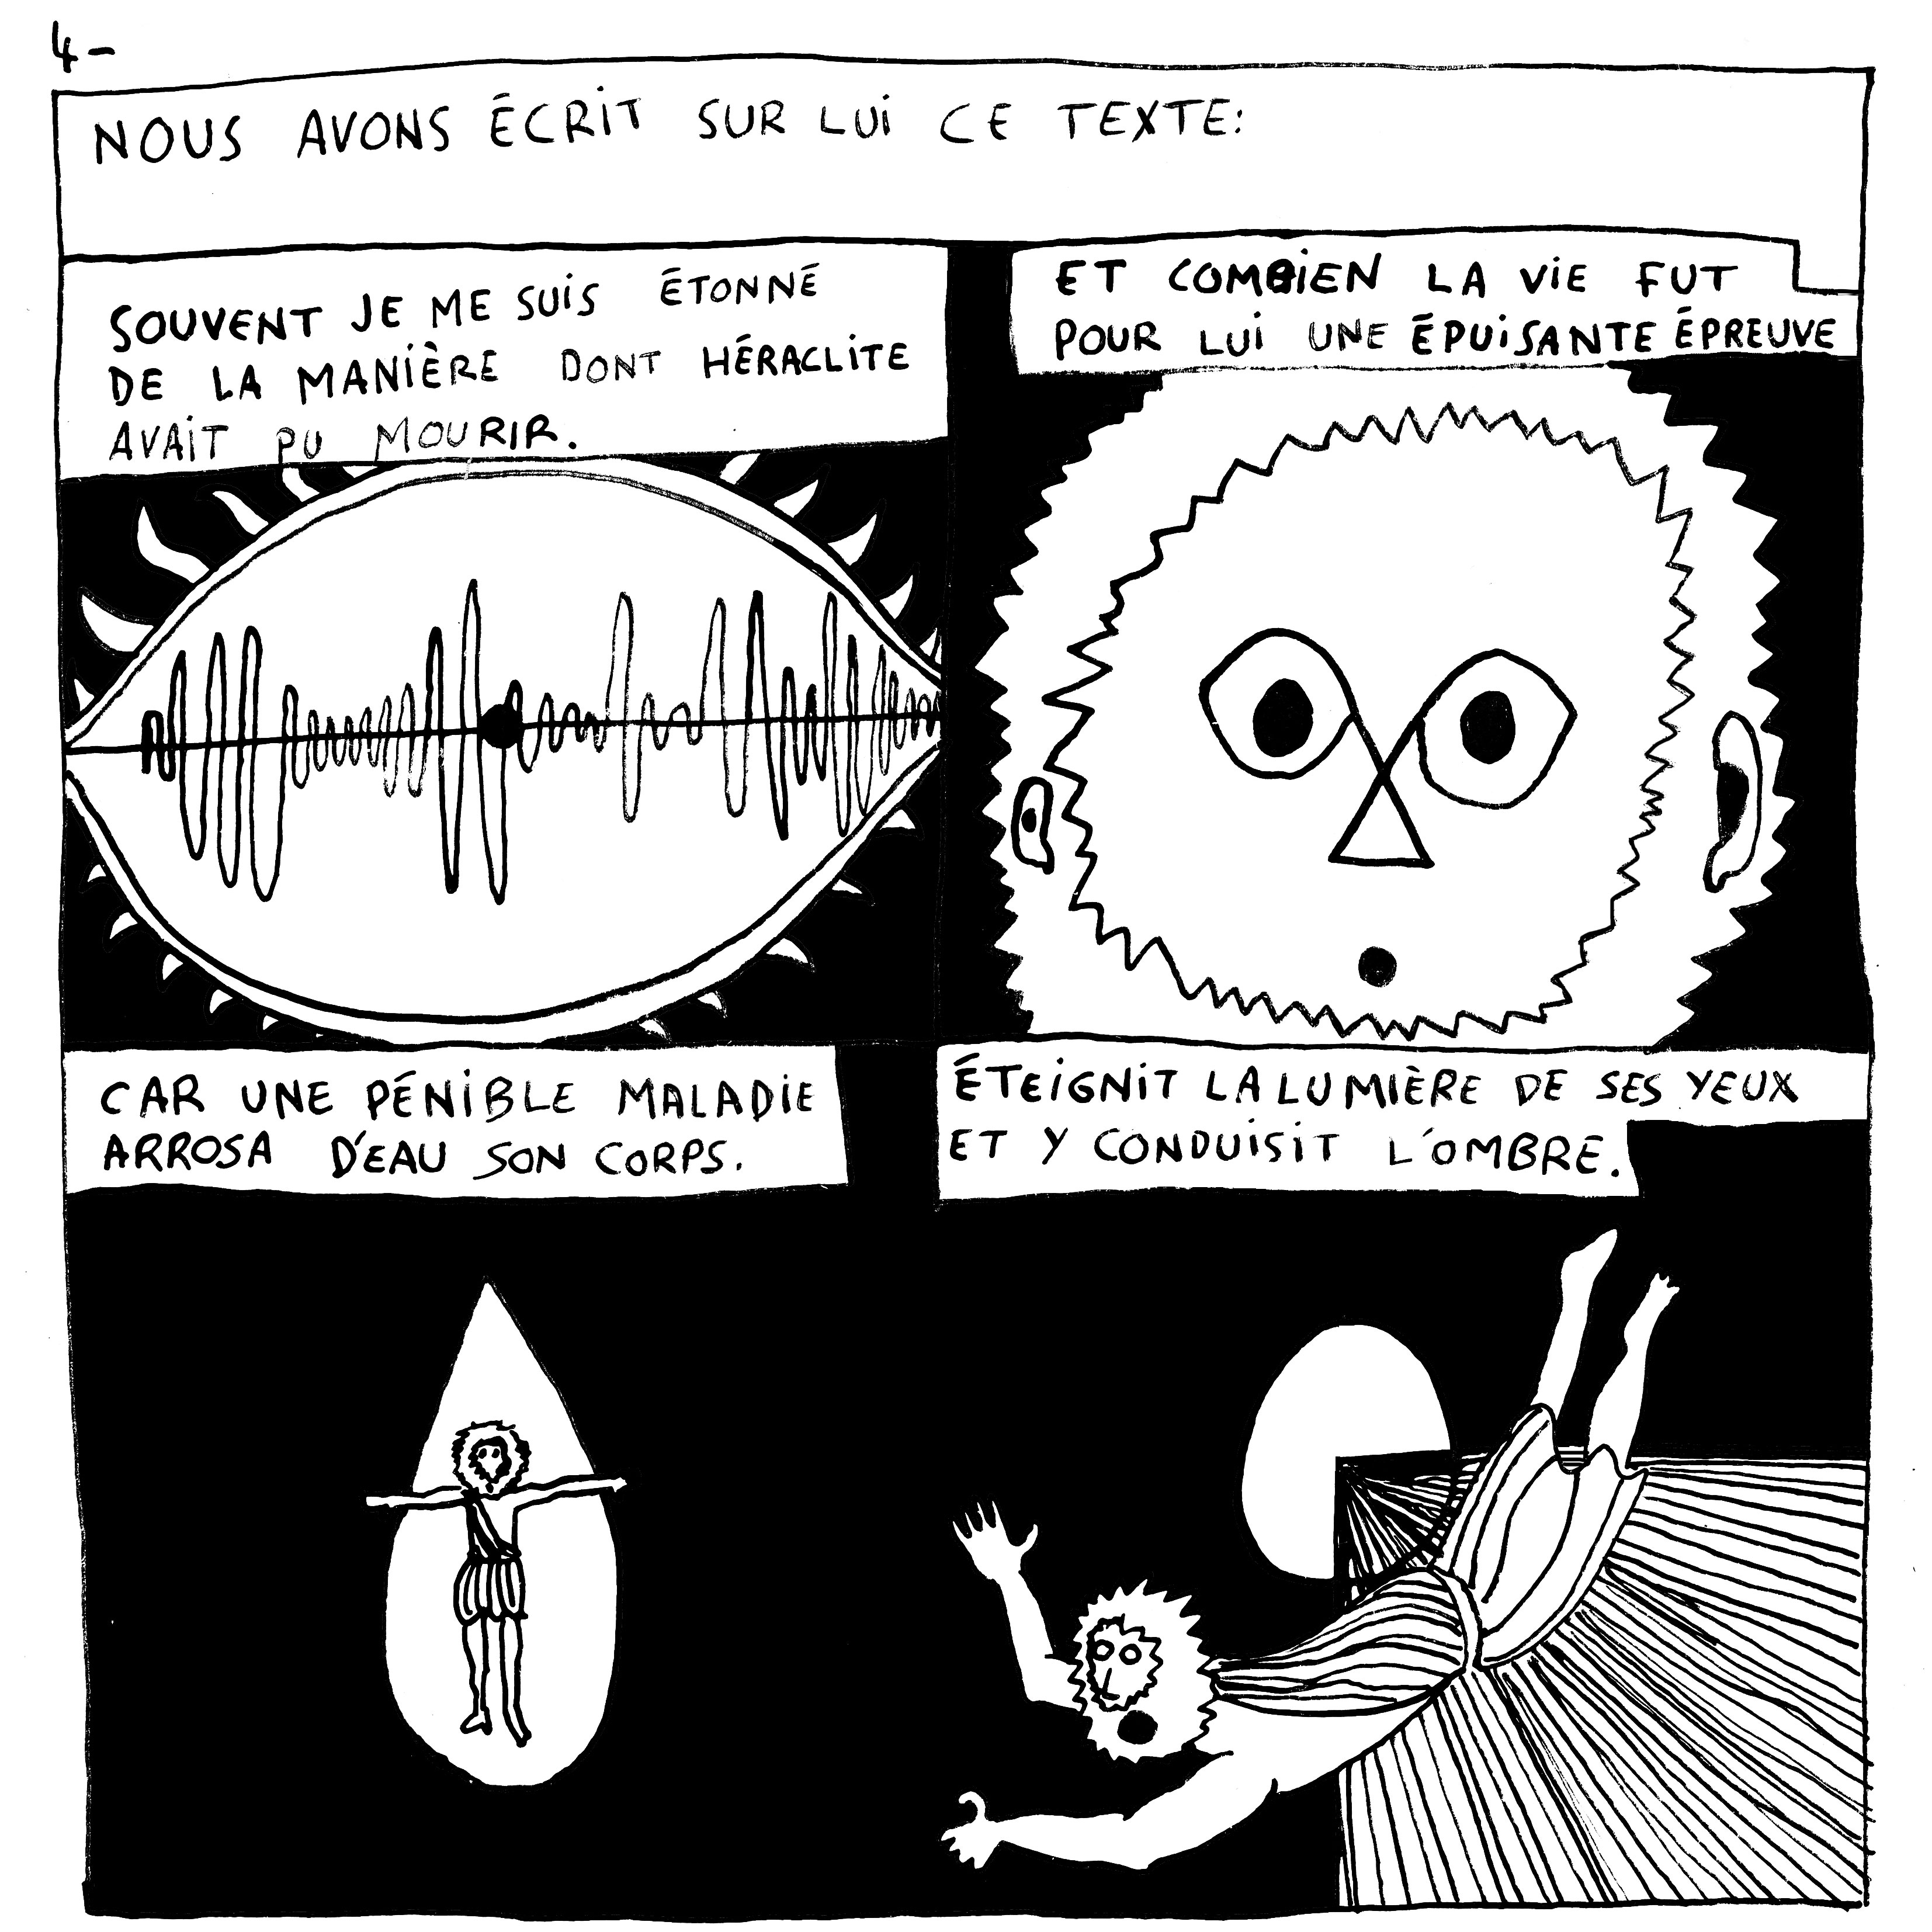 4-
NOUS AVONS ÉCRIT SUR LUI CE TEXTE:
SOUVENT JE ME SUIS ÉTONNÉ
DE LA MANIÈRE DONT HÉRACLITE
AVAIT PU MOURIR.
ET COMBIEN LA VIE FUT
POUR LUI UNE ÉPUISANTE ÉPREUVE
CAR UNE PÉNIBLE MALADIE
ARROSA D'EAU SON CORPS.
ÉTEIGNIT LA LUMIÈRE DE SES YEUX
ET Y CONDUISIT L'OMBRE.